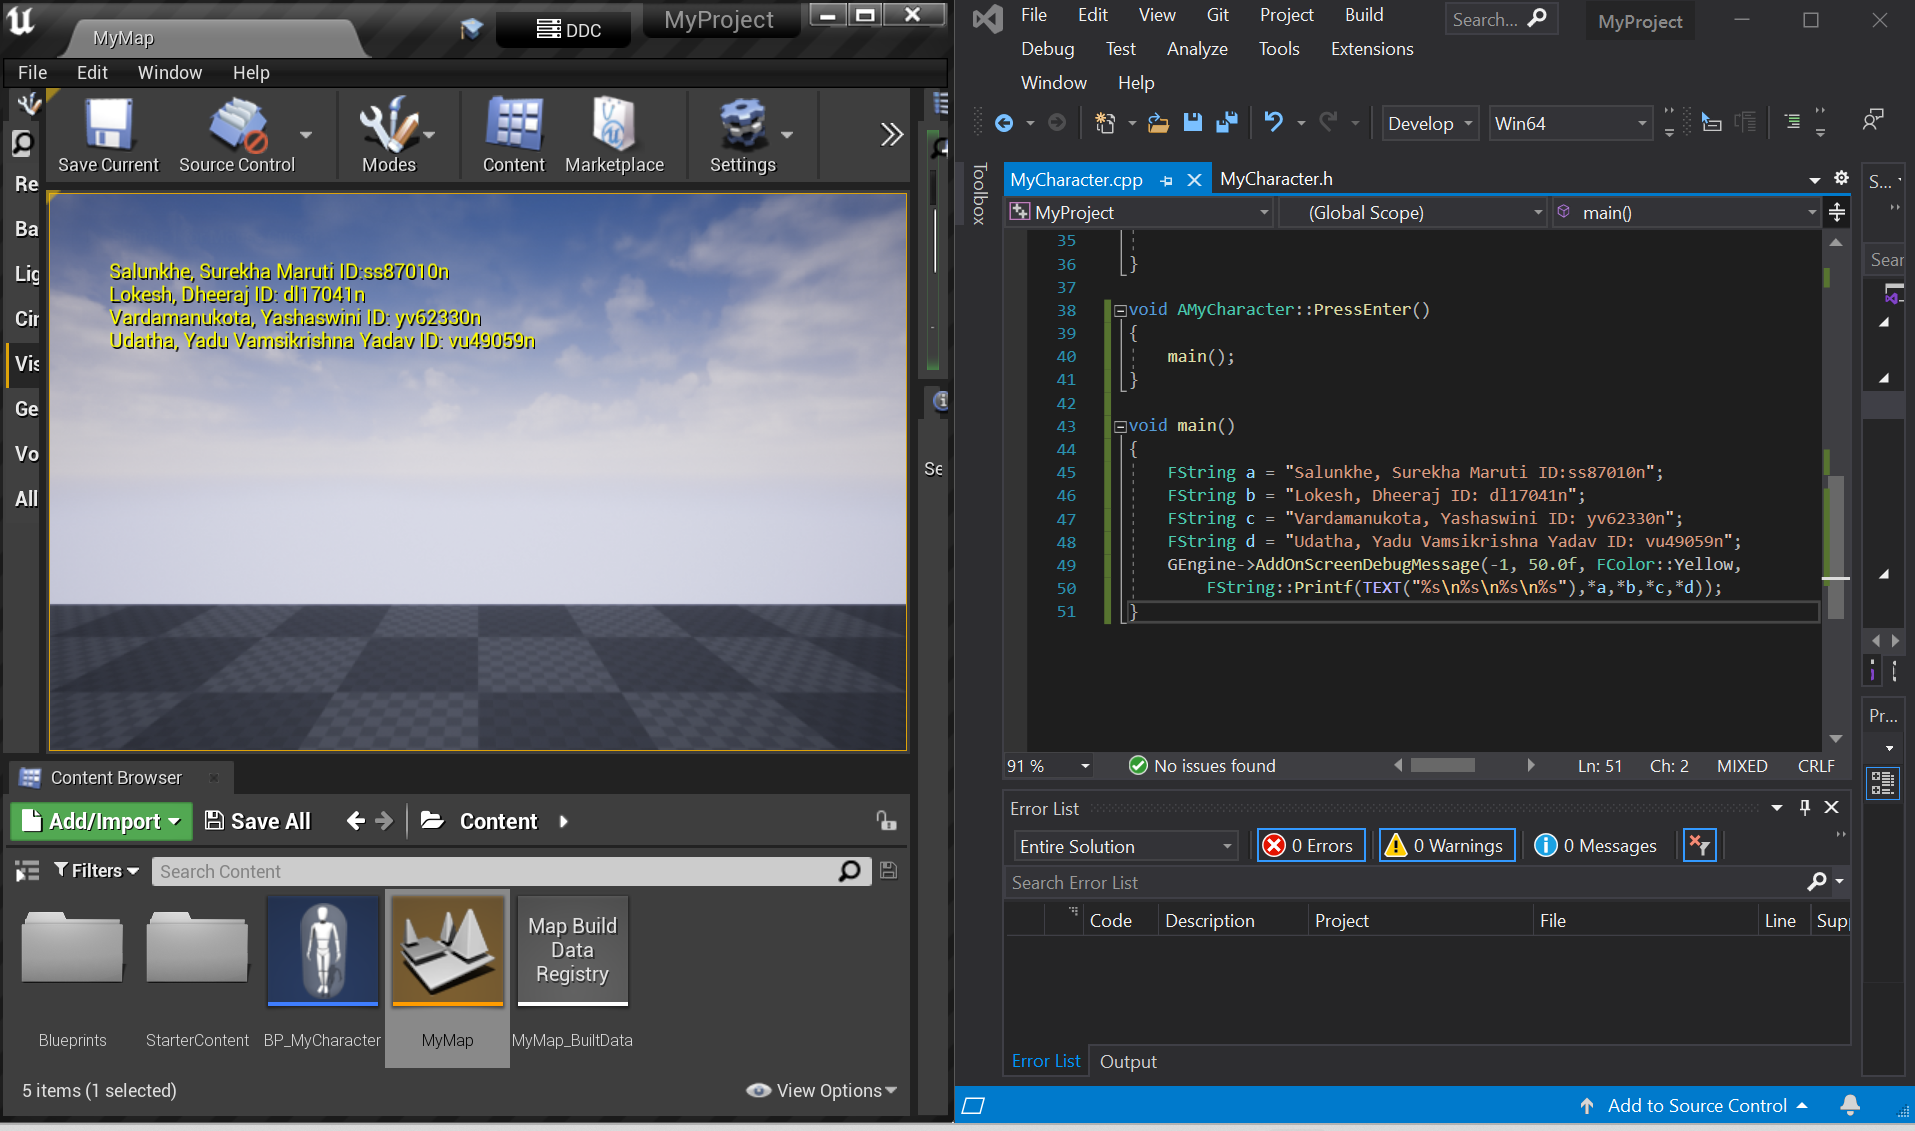 MyMap
DDC
MyProject
File Edit Window Help
Save Current
Source Control
Modes
Content
Marketplace
Settings
Re
Ba
Lig
Cin
Vis
Ge
Vo
All
Salunkhe, Surekha Maruti ID:ss87010n
Lokesh, Dheeraj ID: dl17041n
Vardamanukota, Yashaswini ID: yv62330n
Udatha, Yadu Vamsikrishna Yadav ID: vu49059n
Se
Content Browser
Add/Import
Save All
Content
Filters
Search Content
Map Build
Data
Registry
Blueprints
StarterContent
BP_MyCharacter
MyMap
MyMap_BuiltData
5 items (1 selected)
View Options
File Edit View Git Project Build
Search...
MyProject
Debug Test Analyze Tools Extensions
Window Help
Develop
Win64
Toolbox
MyCharacter.cpp
MyCharacter.h
S...
MyProject
(Global Scope)
main()
Sear
35
36 }
37
38 void AMyCharacter::PressEnter()
39 {
40 main();
41 }
42
43 void main()
44 {
45 FString a = "Salunkhe, Surekha Maruti ID:ss87010n";
46 FString b = "Lokesh, Dheeraj ID: dl17041n";
47 FString c = "Vardamanukota, Yashaswini ID: yv62330n";
48 FString d = "Udatha, Yadu Vamsikrishna Yadav ID: vu49059n";
49 GEngine->AddOnScreenDebugMessage(-1, 50.0f, FColor::Yellow,
50 FString::Printf(TEXT("%s\n%s\n%s\n%s"),*a,*b,*c,*d));
51 }
Pr...
91 %
No issues found
Ln: 51 Ch: 2 MIXED CRLF
Error List
Entire Solution
0 Errors
0 Warnings
0 Messages
Search Error List
Code Description Project File Line Supp
Error List
Output
Add to Source Control